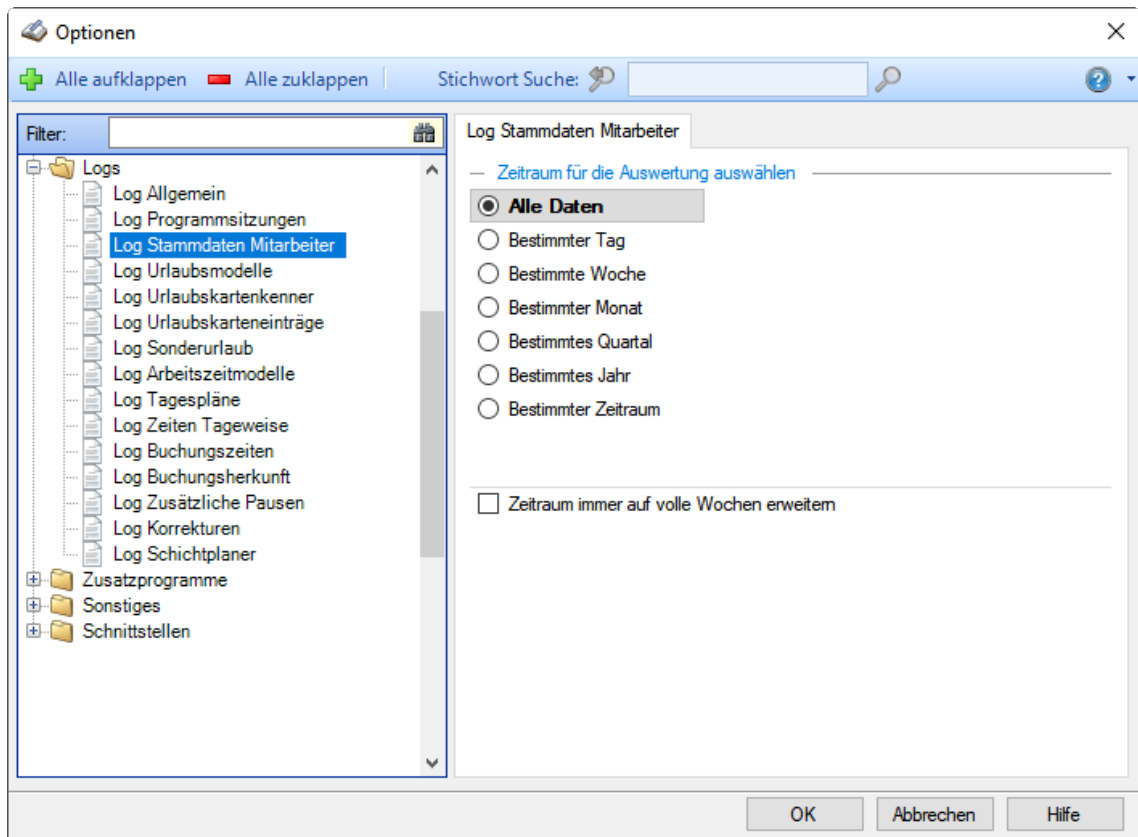 Optionen
Alle aufklappen Alle zuklappen Stichwort Suche:
Filter:
Logs
Log Allgemein
Log Programmsitzungen
Log Stammdaten Mitarbeiter
Log Urlaubsmodelle
Log Urlaubskartenkenner
Log Urlaubskarteneinträge
Log Sonderurlaub
Log Arbeitszeitmodelle
Log Tagespläne
Log Zeiten Tageweise
Log Buchungszeiten
Log Buchungsherkunft
Log Zusätzliche Pausen
Log Korrekturen
Log Schichtplaner
Zusatzprogramme
Sonstiges
Schnittstellen
Log Stammdaten Mitarbeiter
Zeitraum für die Auswertung auswählen
Alle Daten
Bestimmter Tag
Bestimmte Woche
Bestimmter Monat
Bestimmtes Quartal
Bestimmtes Jahr
Bestimmter Zeitraum
Zeitraum immer auf volle Wochen erweitern
OK Abbrechen Hilfe